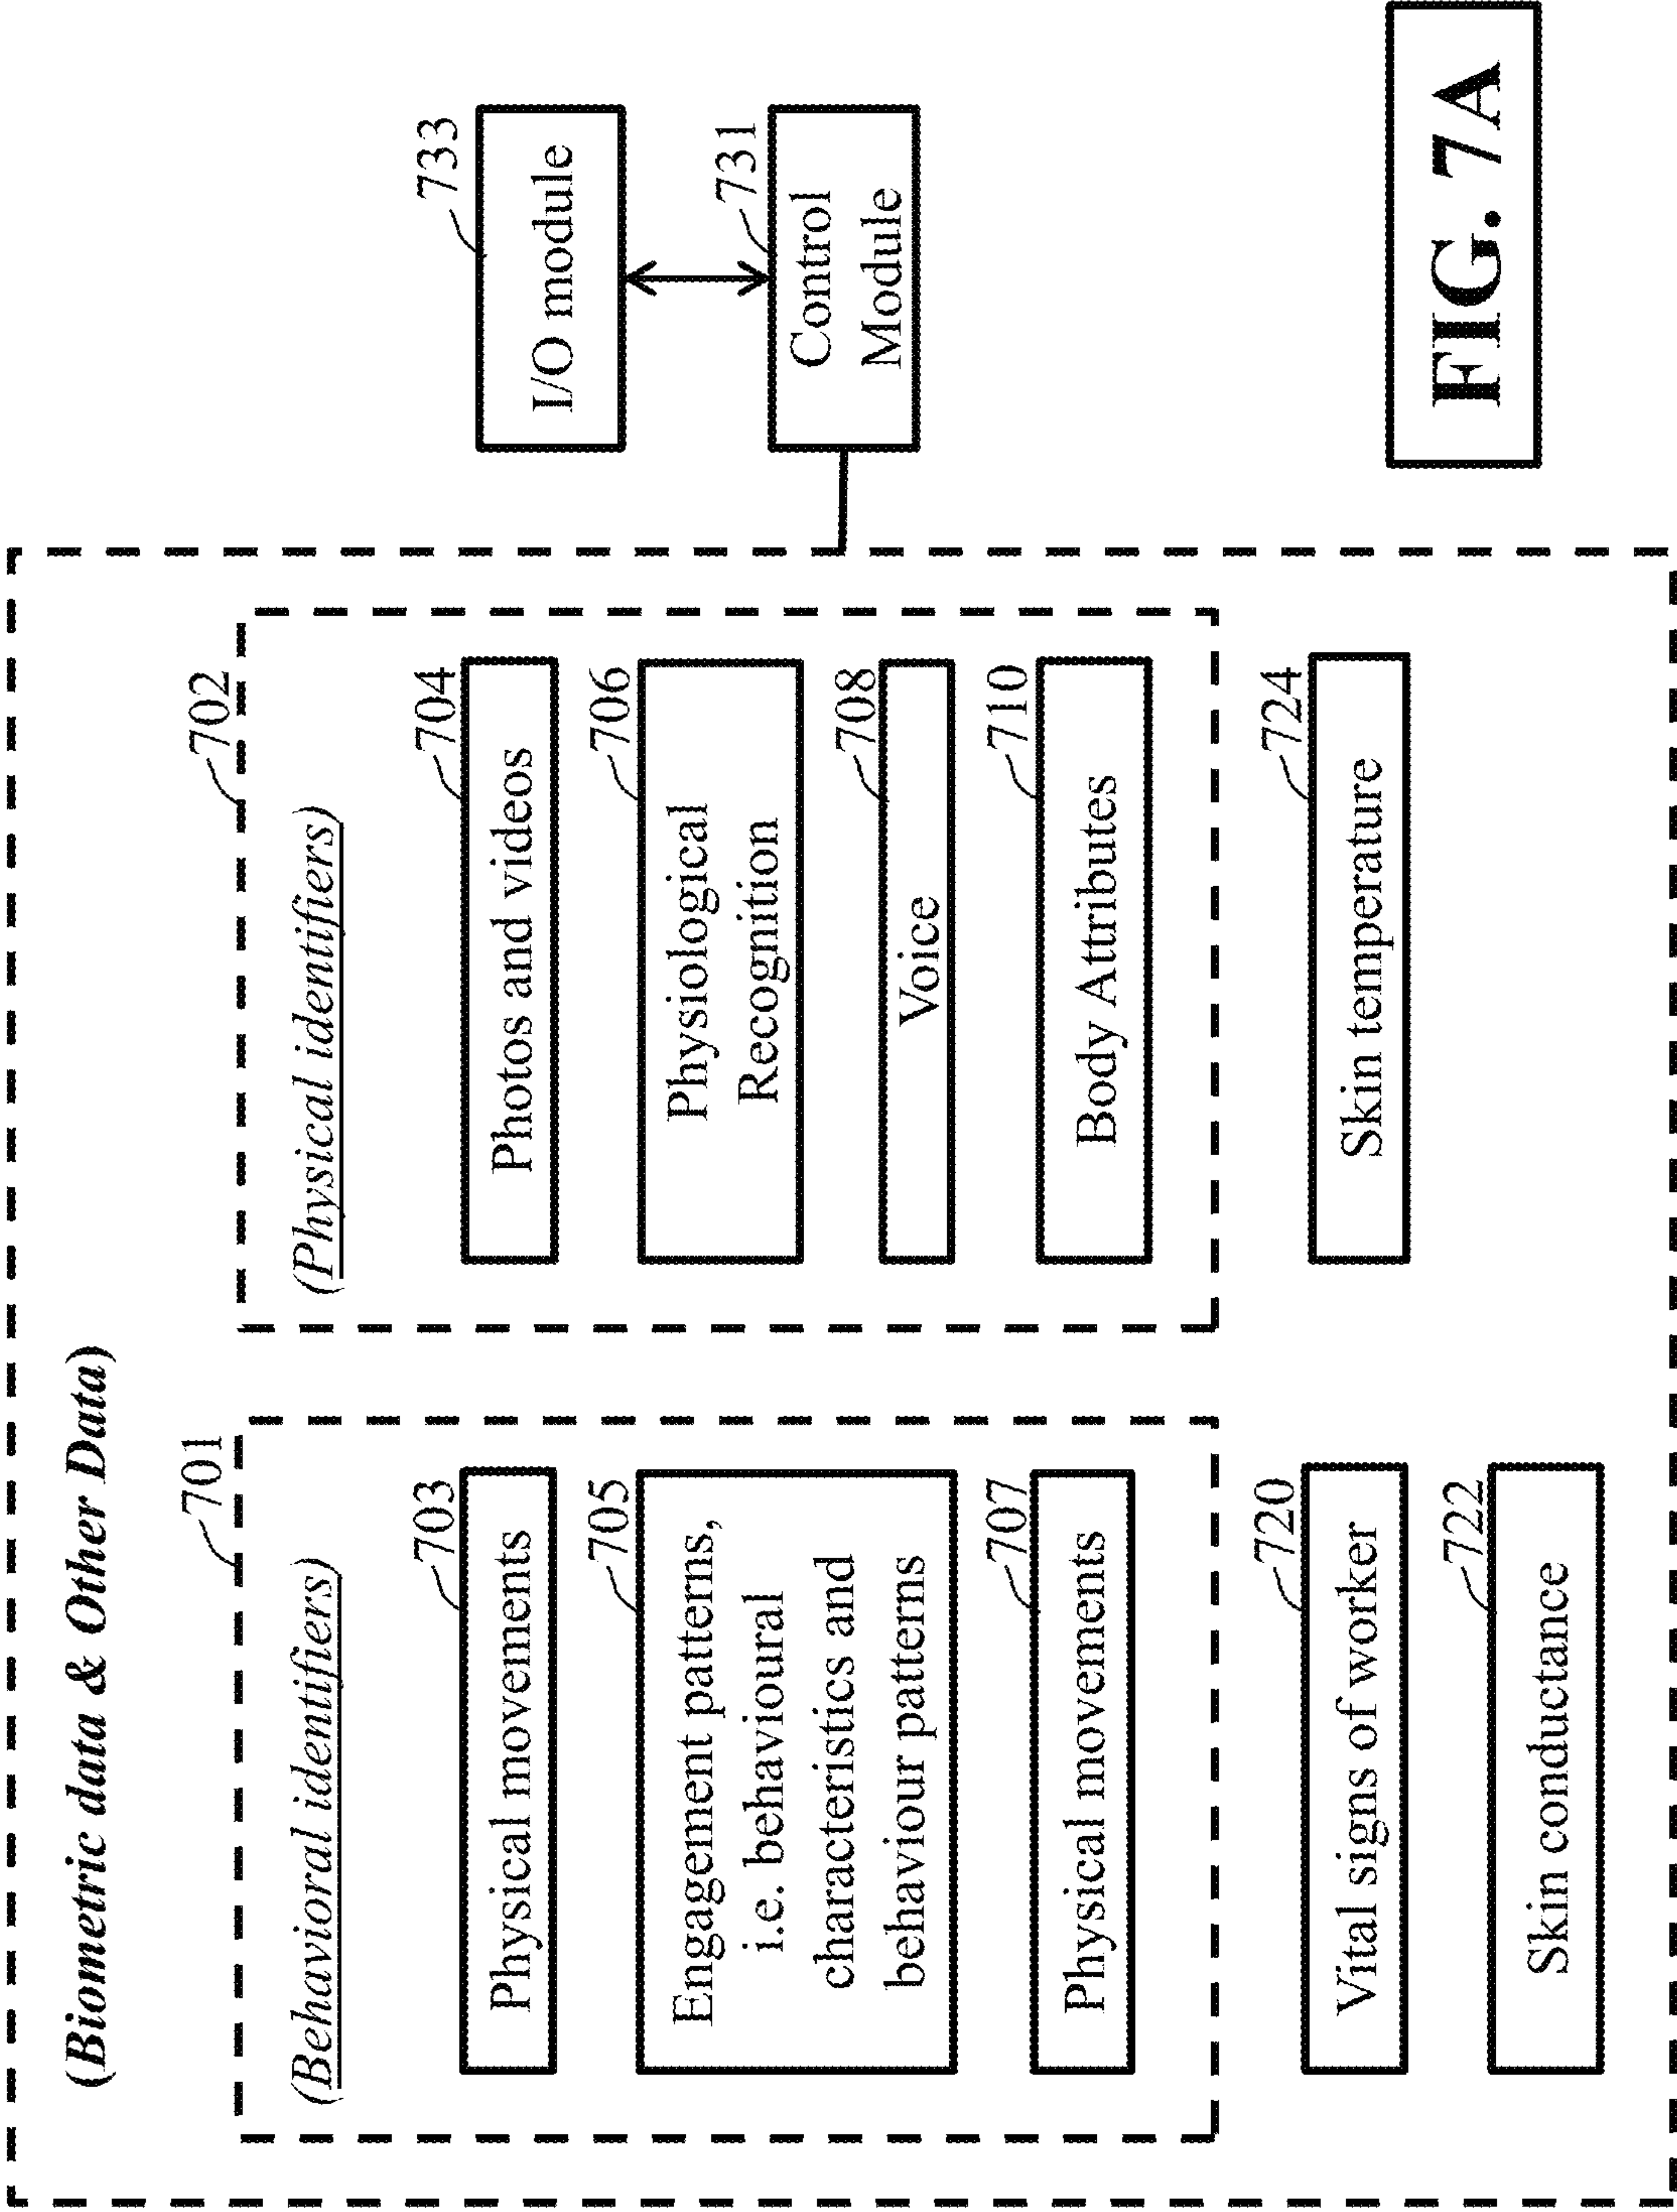 (Biometric data & Other Data)
701
(Behavioral identifiers)
703
Physical movements
705
Engagement patterns,
i.e. behavioural
characteristics and
behaviour patterns
707
Physical movements
720
Vital signs of worker
722
Skin conductance
702
(Physical identifiers)
704
Photos and videos
706
Physiological
Recognition
708
Voice
710
Body Attributes
724
Skin temperature
733
I/O module
731
Control
Module
FIG. 7A